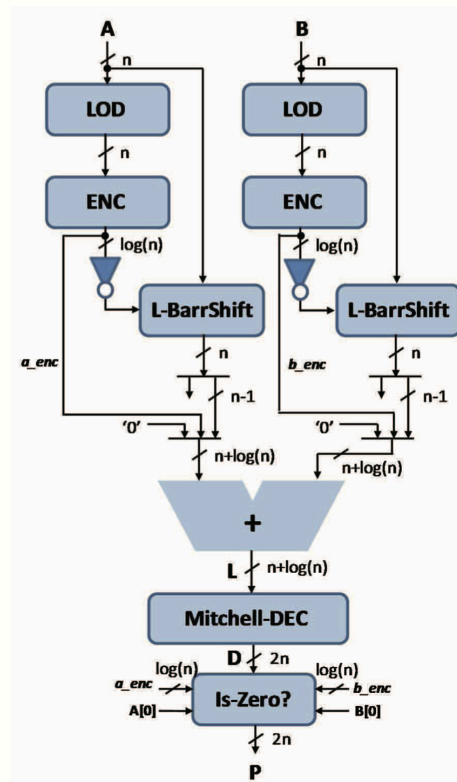 A B
n n
LOD LOD
n n
ENC ENC
log(n) log(n)
L-BarrShift L-BarrShift
a_enc n b_enc n
n-1 n-1
'0' '0'
n+log(n) n+log(n)
+
L n+log(n)
Mitchell-DEC
D 2n
log(n) log(n)
a_enc Is-Zero? b_enc
A[0] B[0]
2n
P